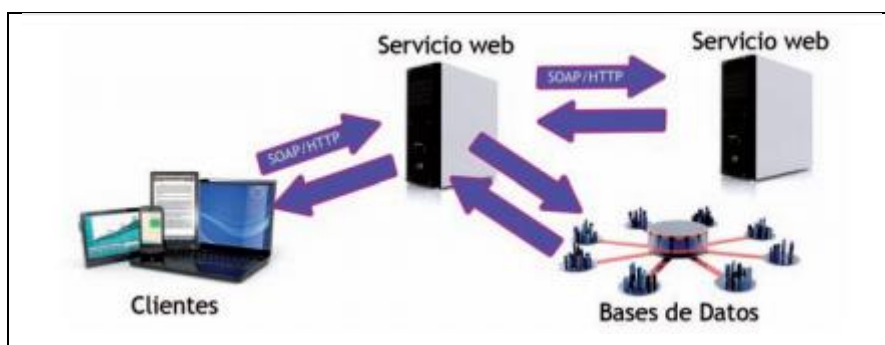 Servicio web
Servicio web
SOAP/HTTP
SOAP/HTTP
Clientes
Bases de Datos